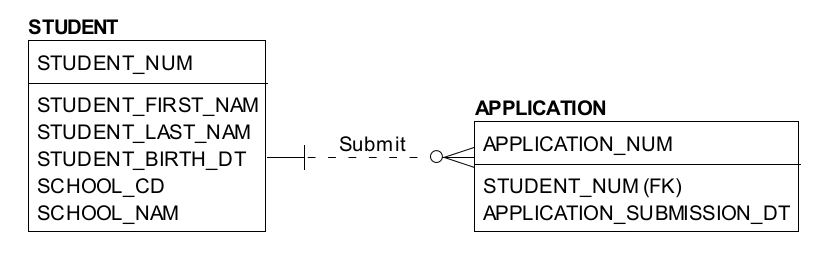 STUDENT
STUDENT_NUM
STUDENT_FIRST_NAM
STUDENT_LAST_NAM
STUDENT_BIRTH_DT
SCHOOL_CD
SCHOOL_NAM
Submit
APPLICATION
APPLICATION_NUM
STUDENT_NUM (FK)
APPLICATION_SUBMISSION_DT